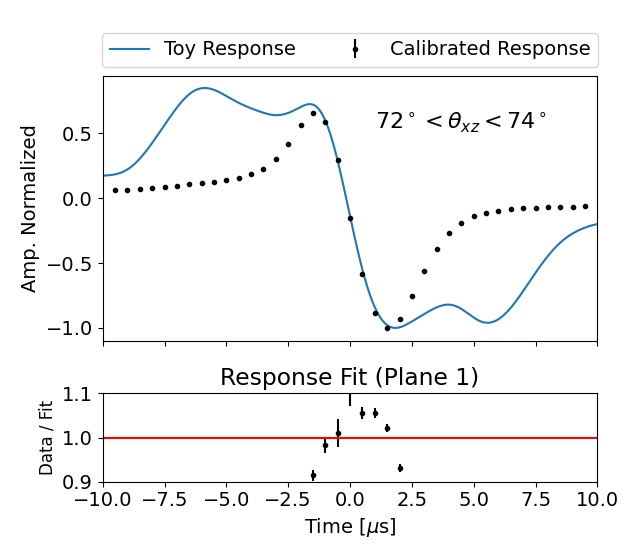 Toy Response
Calibrated Response
72° < θxz < 74°
Amp. Normalized
0.5
0.0
−0.5
−1.0
Response Fit (Plane 1)
Data / Fit
1.1
1.0
0.9
−10.0 −7.5 −5.0 −2.5 0.0 2.5 5.0 7.5 10.0
Time [μs]